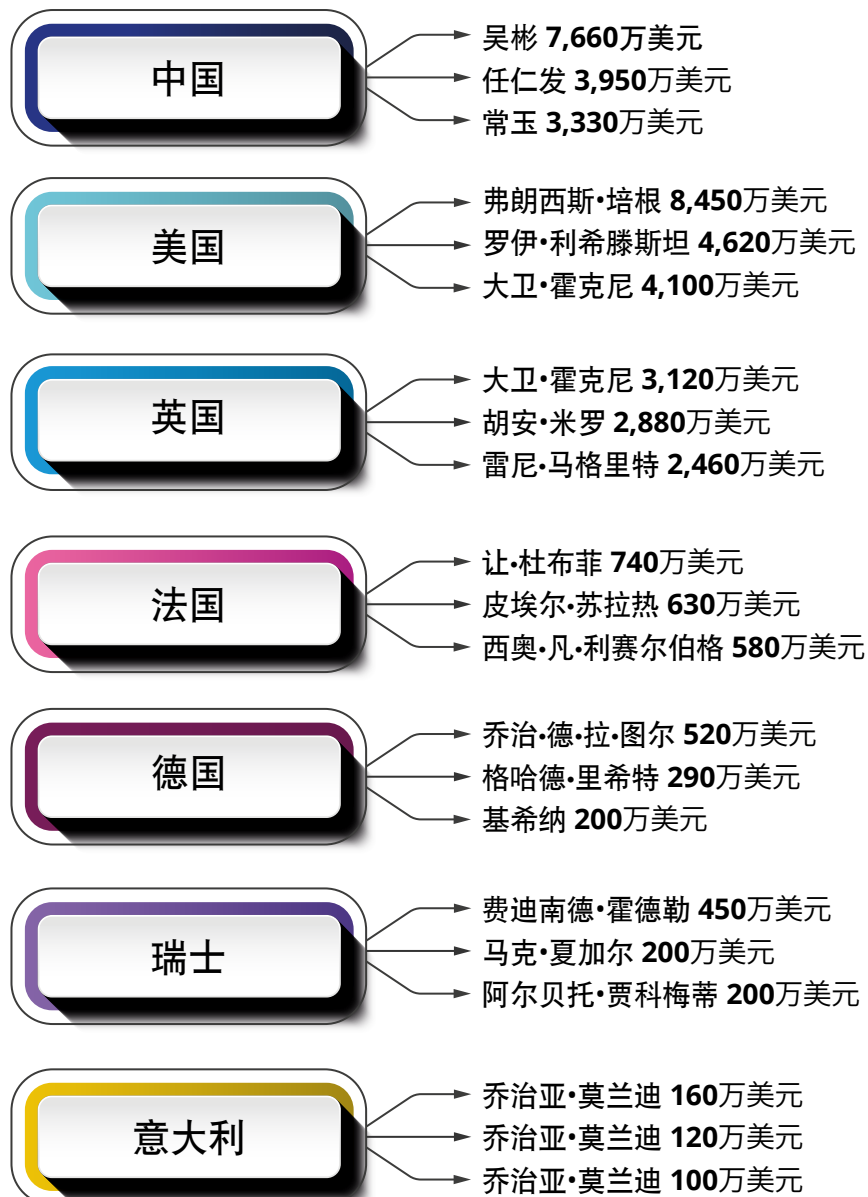 中国
吴彬 7,660万美元
任仁发 3,950万美元
常玉 3,330万美元
美国
弗朗西斯•培根 8,450万美元
罗伊•利希滕斯坦 4,620万美元
大卫•霍克尼 4,100万美元
英国
大卫•霍克尼 3,120万美元
胡安•米罗 2,880万美元
雷尼•马格里特 2,460万美元
法国
让•杜布菲 740万美元
皮埃尔•苏拉热 630万美元
西奥•凡•利赛尔伯格 580万美元
德国
乔治•德•拉•图尔 520万美元
格哈德•里希特 290万美元
基希纳 200万美元
瑞士
费迪南德•霍德勒 450万美元
马克•夏加尔 200万美元
阿尔贝托•贾科梅蒂 200万美元
意大利
乔治亚•莫兰迪 160万美元
乔治亚•莫兰迪 120万美元
乔治亚•莫兰迪 100万美元